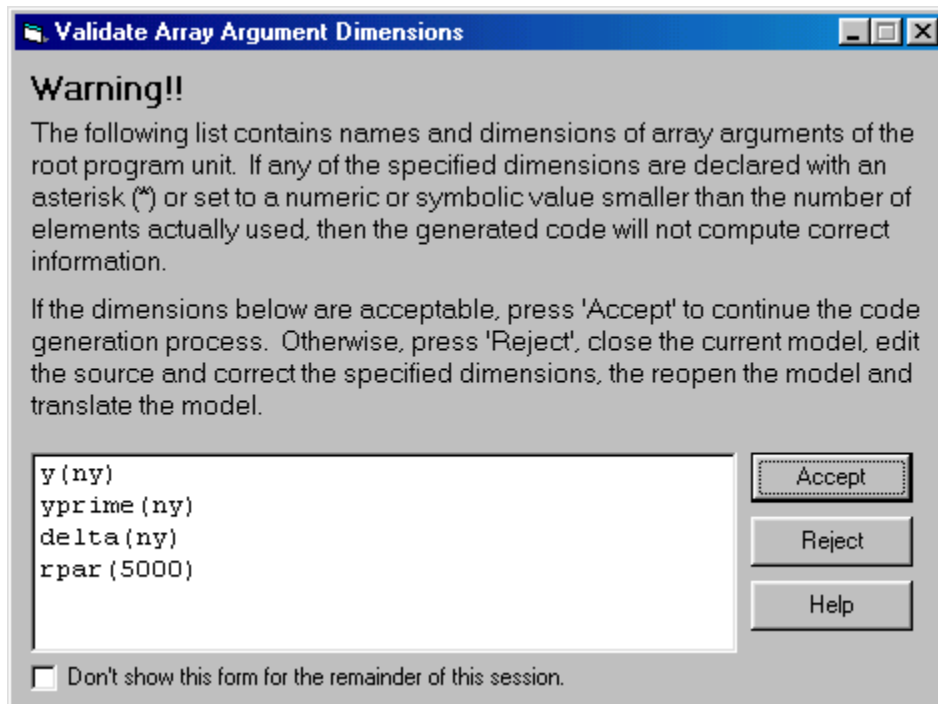 Validate Array Argument Dimensions
Warning!!
The following list contains names and dimensions of array arguments of the
root program unit. If any of the specified dimensions are declared with an
asterisk (*) or set to a numeric or symbolic value smaller than the number of
elements actually used, then the generated code will not compute correct
information.
If the dimensions below are acceptable, press 'Accept' to continue the code
generation process. Otherwise, press 'Reject', close the current model, edit
the source and correct the specified dimensions, the reopen the model and
translate the model.
y(ny)
yprime(ny)
delta(ny)
rpar(5000)
Accept
Reject
Help
Don't show this form for the remainder of this session.